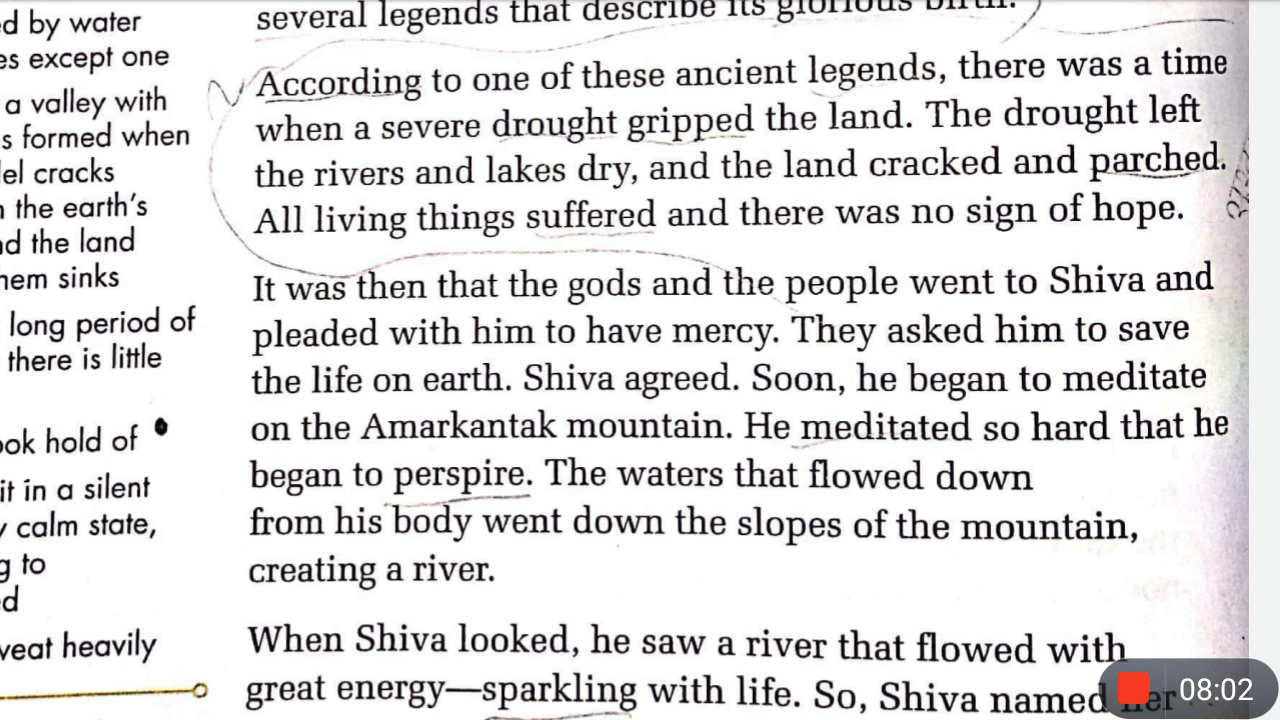 ed by water
es except one
a valley with
s formed when
lel cracks
n the earth's
nd the land
hem sinks
long period of
there is little
ook hold of
it in a silent
y calm state,
g to
ed
weat heavily
several legends that describe its glorious birth.
According to one of these ancient legends, there was a time
when a severe drought gripped the land. The drought left
the rivers and lakes dry, and the land cracked and parched.
All living things suffered and there was no sign of hope.
It was then that the gods and the people went to Shiva and
pleaded with him to have mercy. They asked him to save
the life on earth. Shiva agreed. Soon, he began to meditate
on the Amarkantak mountain. He meditated so hard that he
began to perspire. The waters that flowed down
from his body went down the slopes of the mountain,
creating a river.
When Shiva looked, he saw a river that flowed with
great energy—sparkling with life. So, Shiva named her
08:02